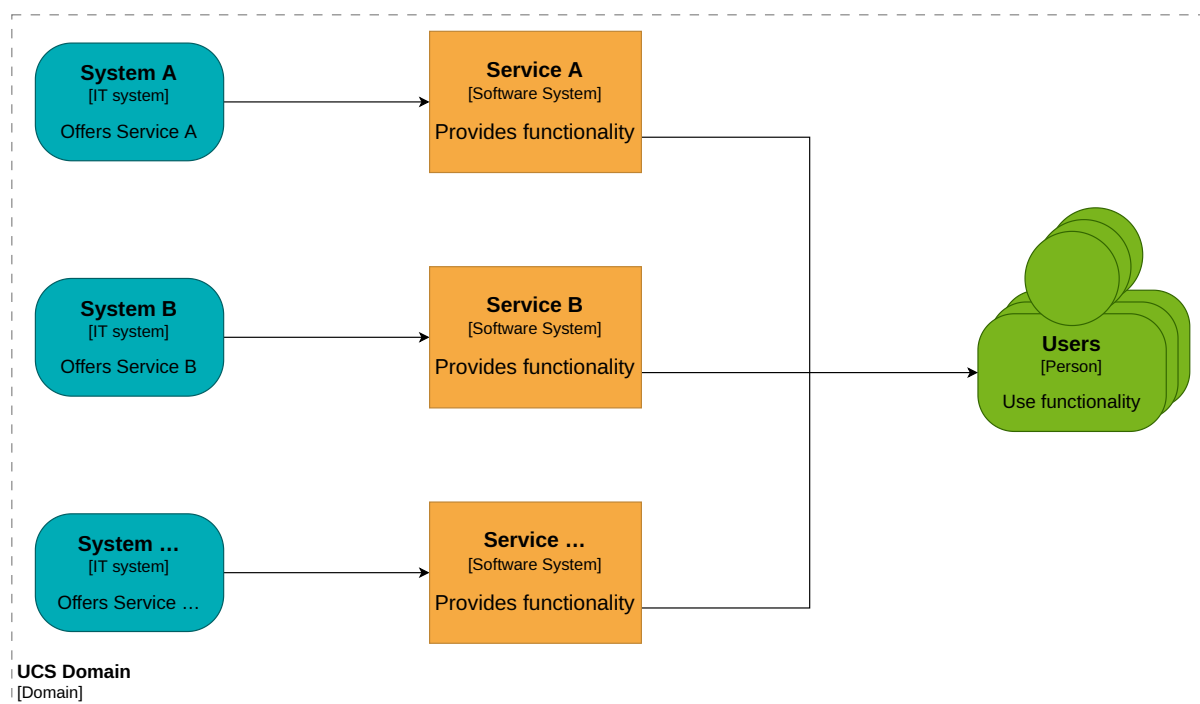 System A
[IT system]
Offers Service A
Service A
[Software System]
Provides functionality
System B
[IT system]
Offers Service B
Service B
[Software System]
Provides functionality
Users
[Person]
Use functionality
System …
[IT system]
Offers Service …
Service …
[Software System]
Provides functionality
UCS Domain
[Domain]